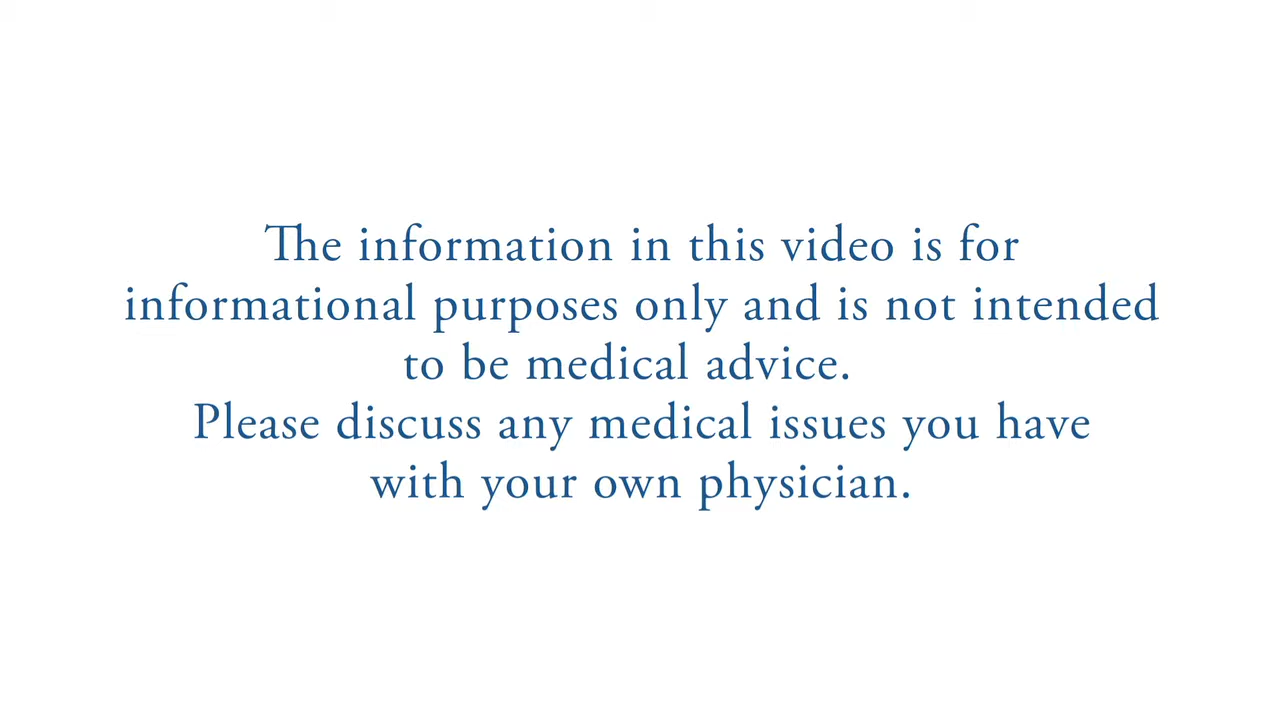 The information in this video is for
informational purposes only and is not intended
to be medical advice.
Please discuss any medical issues you have
with your own physician.